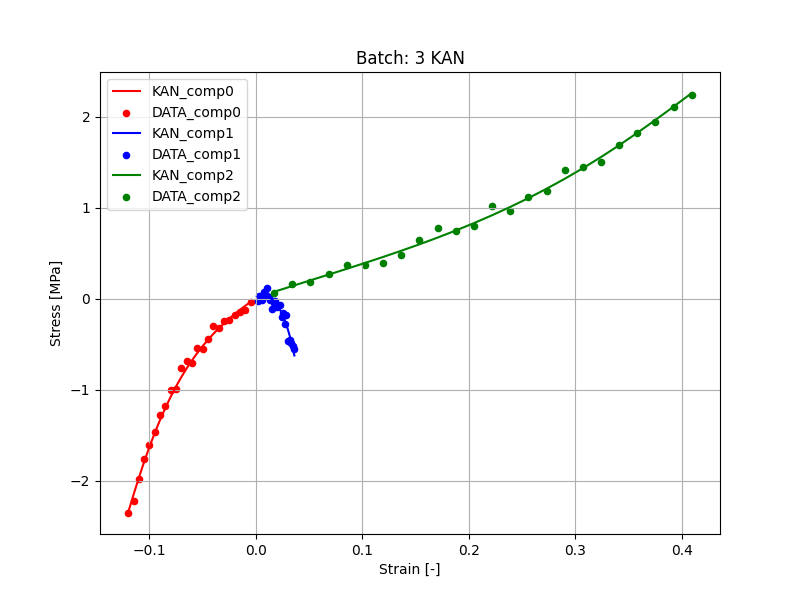 Batch: 3 KAN
KAN_comp0
DATA_comp0
KAN_comp1
DATA_comp1
KAN_comp2
DATA_comp2
2
1
0
−1
−2
Stress [MPa]
−0.1 0.0 0.1 0.2 0.3 0.4
Strain [-]